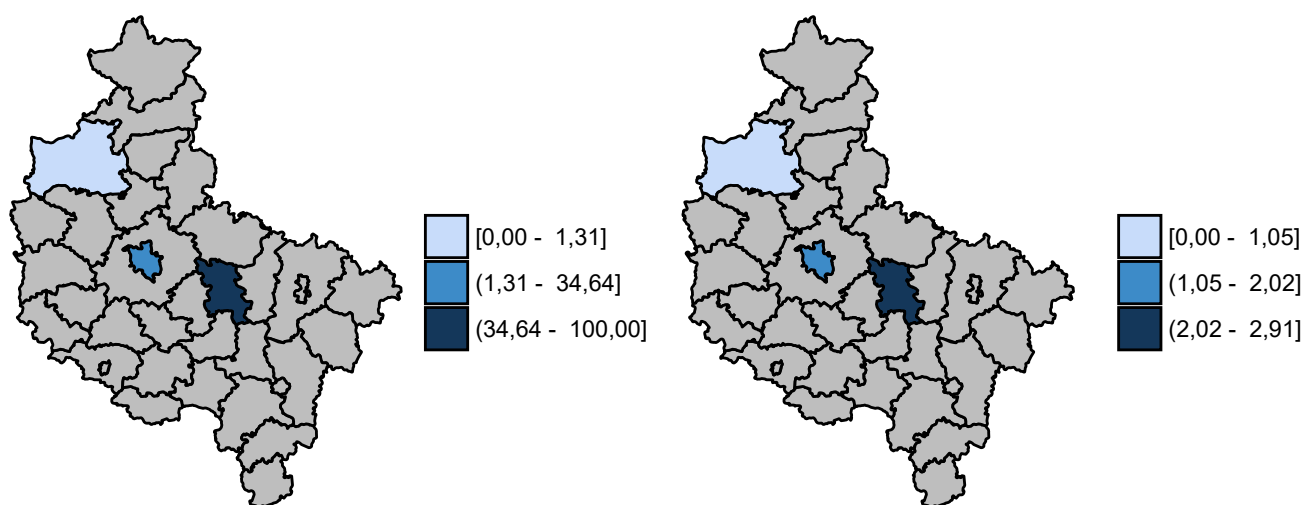 [0,00 - 1,31]
(1,31 - 34,64]
(34,64 - 100,00]
[0,00 - 1,05]
(1,05 - 2,02]
(2,02 - 2,91]